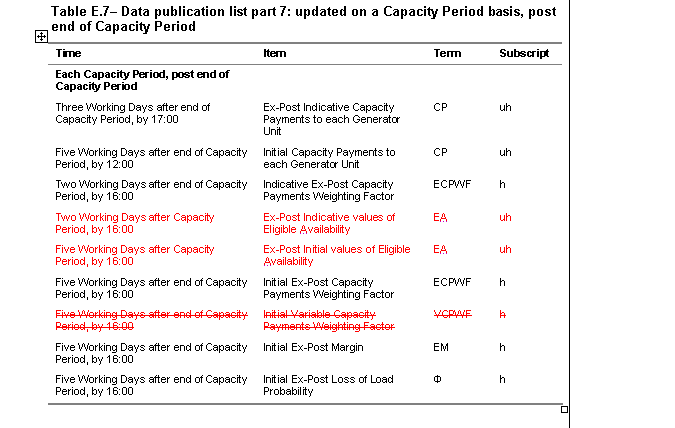 Table E.7– Data publication list part 7: updated on a Capacity Period basis, post
end of Capacity Period
Time Item Term Subscript
Each Capacity Period, post end of
Capacity Period
Three Working Days after end of
Capacity Period, by 17:00
Ex-Post Indicative Capacity
Payments to each Generator
Unit
CP
uh
Five Working Days after end of Capacity
Period, by 12:00
Initial Capacity Payments to
each Generator Unit
CP
uh
Two Working Days after end of Capacity
Period, by 16:00
Indicative Ex-Post Capacity
Payments Weighting Factor
ECPWF
h
Two Working Days after Capacity
Period, by 16:00
Ex-Post Indicative values of
Eligible Availability
EA
uh
Five Working Days after Capacity
Period, by 16:00
Ex-Post Initial values of Eligible
Availability
EA
uh
Five Working Days after end of Capacity
Period, by 16:00
Initial Ex-Post Capacity
Payments Weighting Factor
ECPWF
h
Five Working Days after end of Capacity
Period, by 16:00
Initial Variable Capacity
Payments Weighting Factor
VCPWF
h
Five Working Days after end of Capacity
Period, by 16:00
Initial Ex-Post Margin
EM
h
Five Working Days after end of Capacity
Period, by 16:00
Initial Ex-Post Loss of Load
Probability
Φ
h